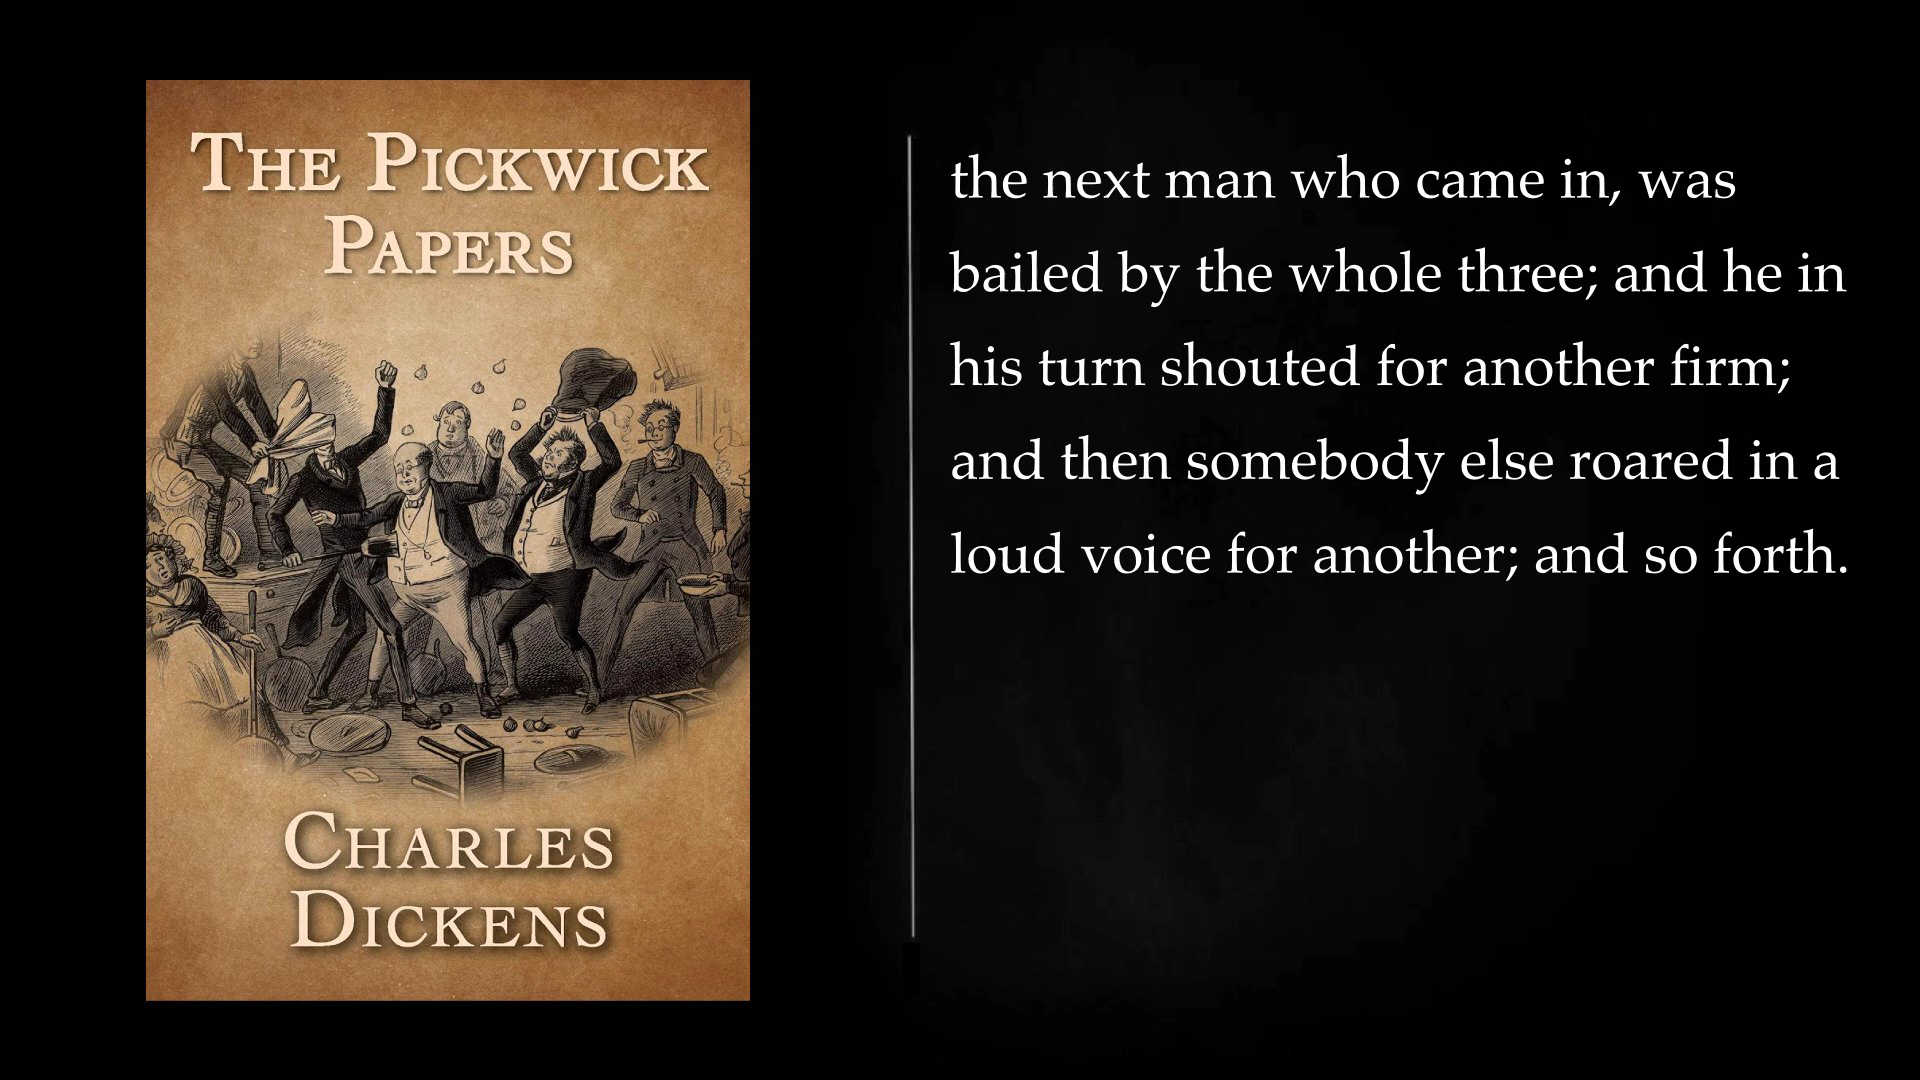 THE PICKWICK
PAPERS
CHARLES
DICKENS
the next man who came in, was
bailed by the whole three; and he in
his turn shouted for another firm;
and then somebody else roared in a
loud voice for another; and so forth.